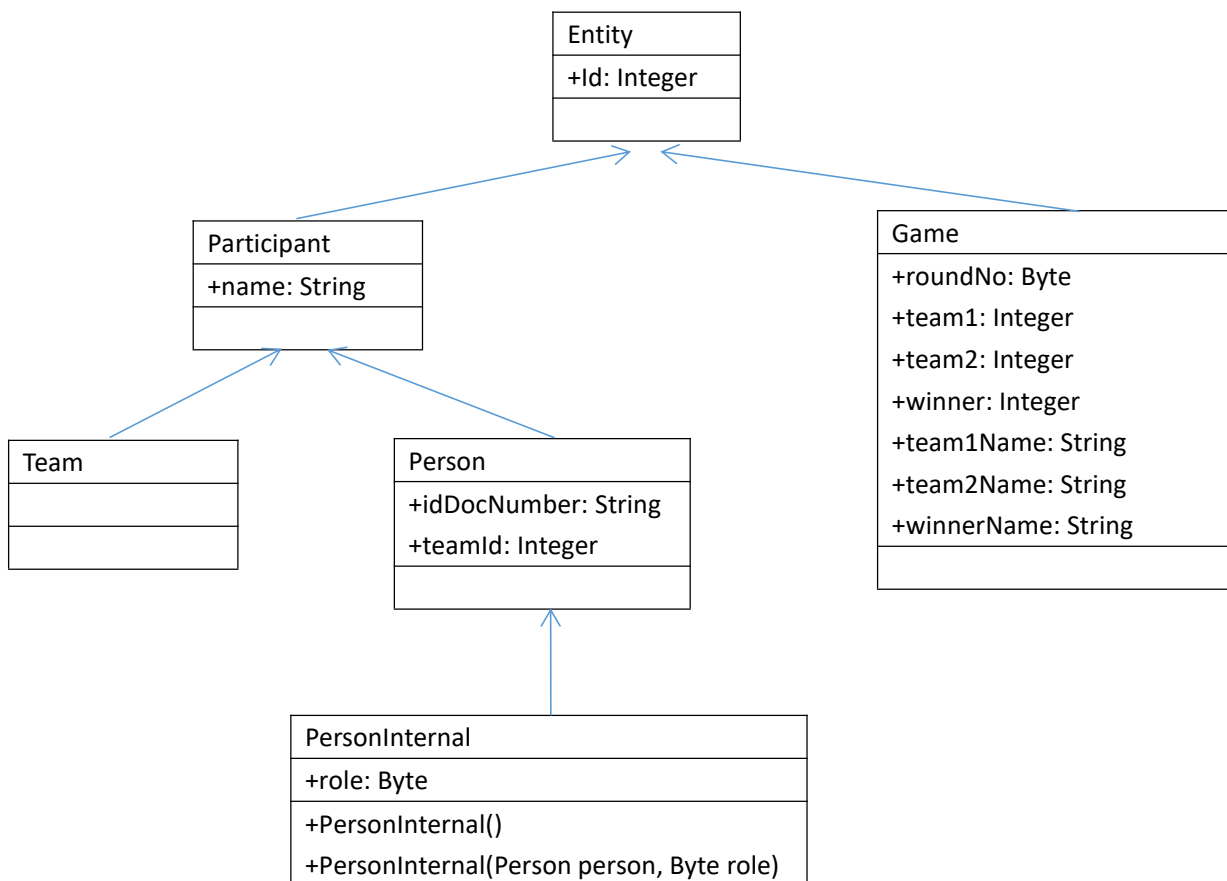 Entity
+Id: Integer
Participant
+name: String
Game
+roundNo: Byte
+team1: Integer
+team2: Integer
+winner: Integer
+team1Name: String
+team2Name: String
+winnerName: String
Team
Person
+idDocNumber: String
+teamId: Integer
PersonInternal
+role: Byte
+PersonInternal()
+PersonInternal(Person person, Byte role)